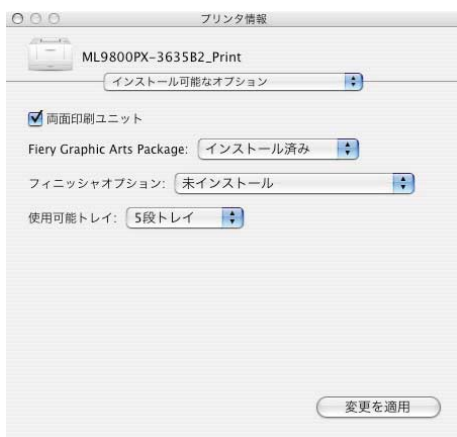 プリンタ情報
ML9800PX-3635B2_Print
インストール可能なオプション
両面印刷ユニット
Fiery Graphic Arts Package: インストール済み
フィニッシャオプション: 未インストール
使用可能トレイ: 5段トレイ
変更を適用